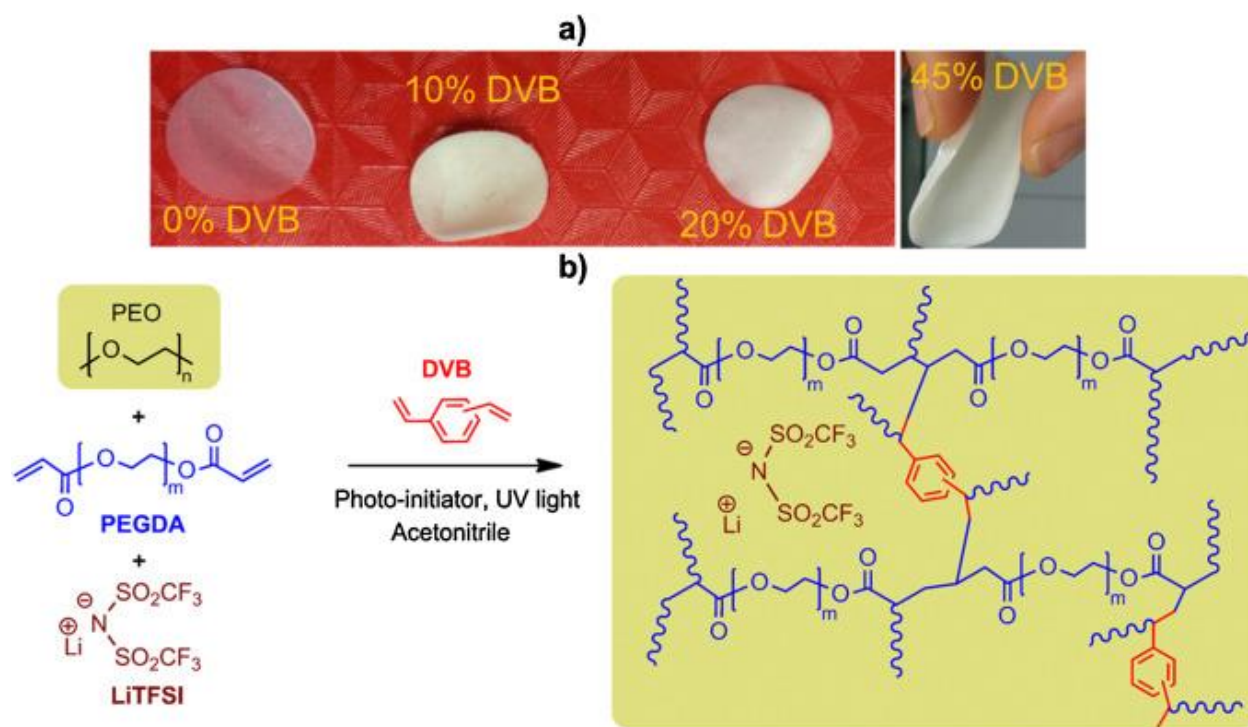 a)
0% DVB
10% DVB
20% DVB
45% DVB
b)
PEO
O
n
+
O
O
m
O
O
PEGDA
+
Li
⊕
⊖
N
SO₂CF₃
SO₂CF₃
LiTFSI
DVB
Photo-initiator, UV light
Acetonitrile
O
O
m
O
O
O
O
m
O
O
⊖
N
SO₂CF₃
SO₂CF₃
⊕
Li
O
O
m
O
O
O
O
m
O
O